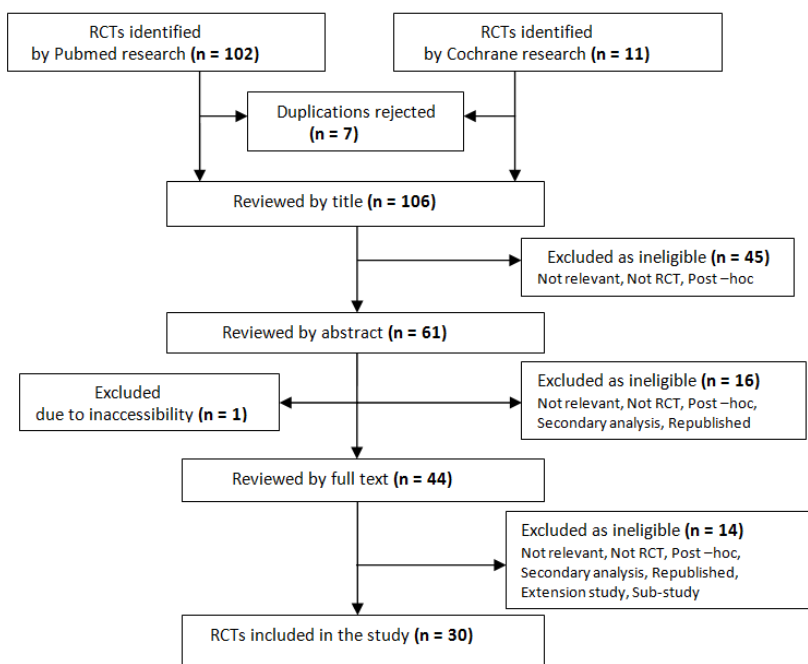 RCTs identified
by Pubmed research (n = 102)
RCTs identified
by Cochrane research (n = 11)
Duplications rejected
(n = 7)
Reviewed by title (n = 106)
Excluded as ineligible (n = 45)
Not relevant, Not RCT, Post –hoc
Reviewed by abstract (n = 61)
Excluded
due to inaccessibility (n = 1)
Excluded as ineligible (n = 16)
Not relevant, Not RCT, Post –hoc,
Secondary analysis, Republished
Reviewed by full text (n = 44)
Excluded as ineligible (n = 14)
Not relevant, Not RCT, Post –hoc,
Secondary analysis, Republished,
Extension study, Sub-study
RCTs included in the study (n = 30)